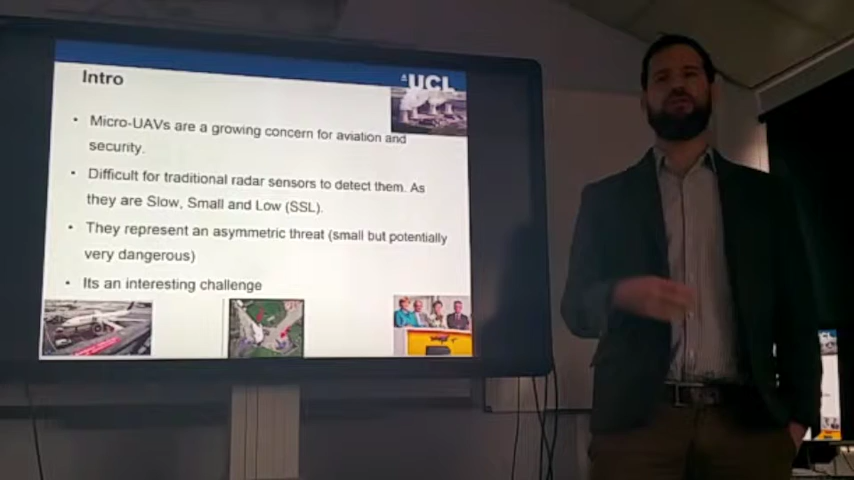 Intro
UCL
• Micro-UAVs are a growing concern for aviation and
security.
• Difficult for traditional radar sensors to detect them. As
they are Slow, Small and Low (SSL).
• They represent an asymmetric threat (small but potentially
very dangerous)
• Its an interesting challenge